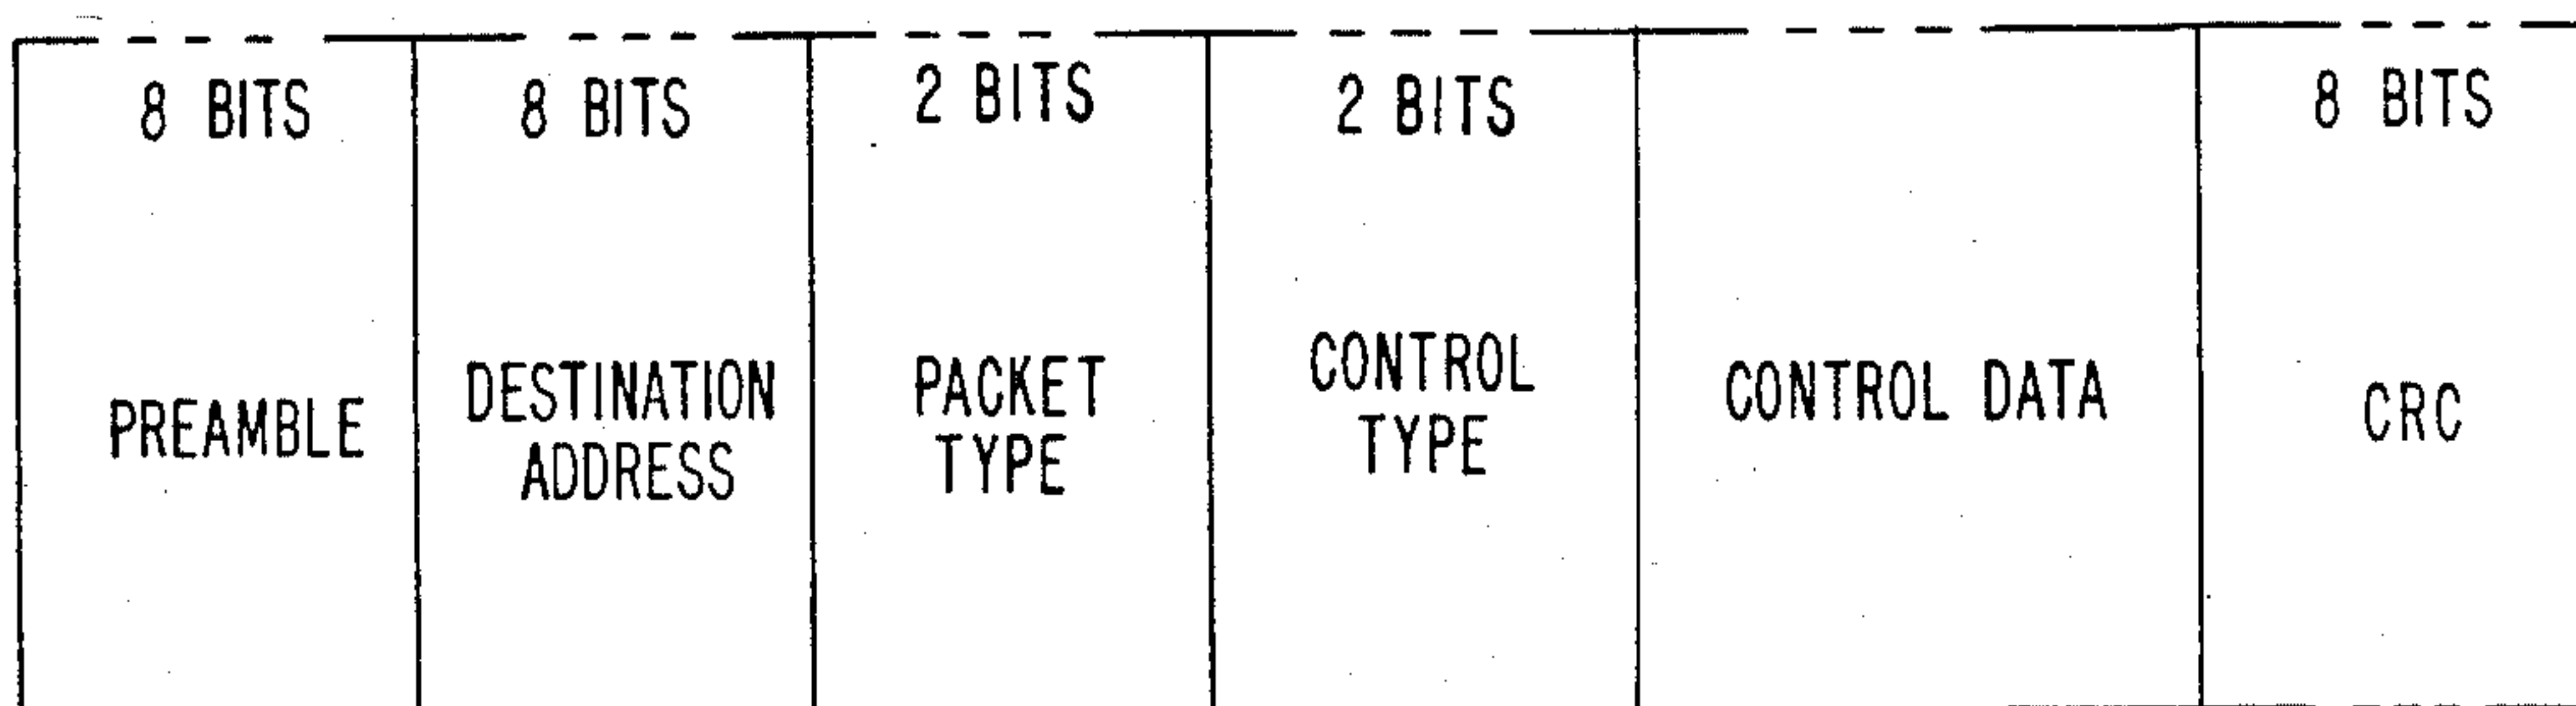 8 BITS
8 BITS
2 BITS
2 BITS
8 BITS
PREAMBLE
DESTINATION
ADDRESS
PACKET
TYPE
CONTROL
TYPE
CONTROL DATA
CRC